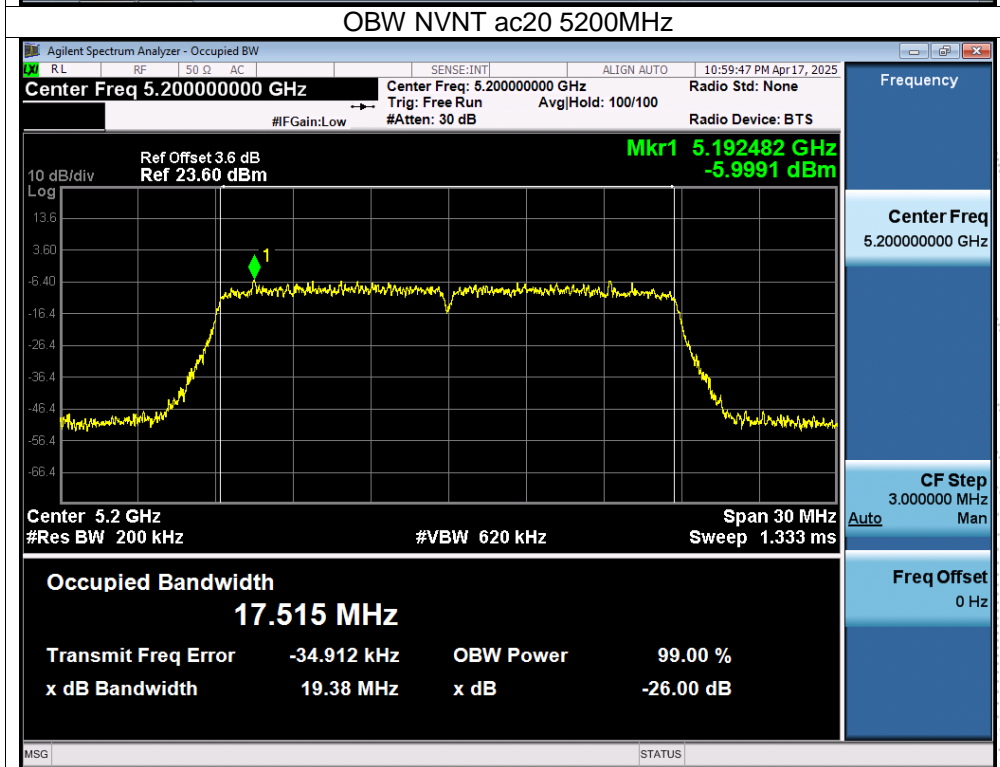 OBW NVNT ac20 5200MHz
Agilent Spectrum Analyzer - Occupied BW
LXI RL RF 50 Ω AC SENSE:INT ALIGN AUTO 10:59:47 PM Apr 17, 2025
Center Freq 5.200000000 GHz Center Freq: 5.200000000 GHz Radio Std: None
Trig: Free Run Avg|Hold: 100/100
#IFGain:Low #Atten: 30 dB Radio Device: BTS
Frequency
Mkr1 5.192482 GHz
-5.9991 dBm
Ref Offset 3.6 dB
10 dB/div Ref 23.60 dBm
Log
13.6
3.60
-6.40
-16.4
-26.4
-36.4
-46.4
-56.4
-66.4
1
Center Freq
5.200000000 GHz
CF Step
3.000000 MHz
Auto Man
Center 5.2 GHz Span 30 MHz
#Res BW 200 kHz #VBW 620 kHz Sweep 1.333 ms
Freq Offset
0 Hz
Occupied Bandwidth
17.515 MHz
Transmit Freq Error -34.912 kHz OBW Power 99.00 %
x dB Bandwidth 19.38 MHz x dB -26.00 dB
MSG STATUS